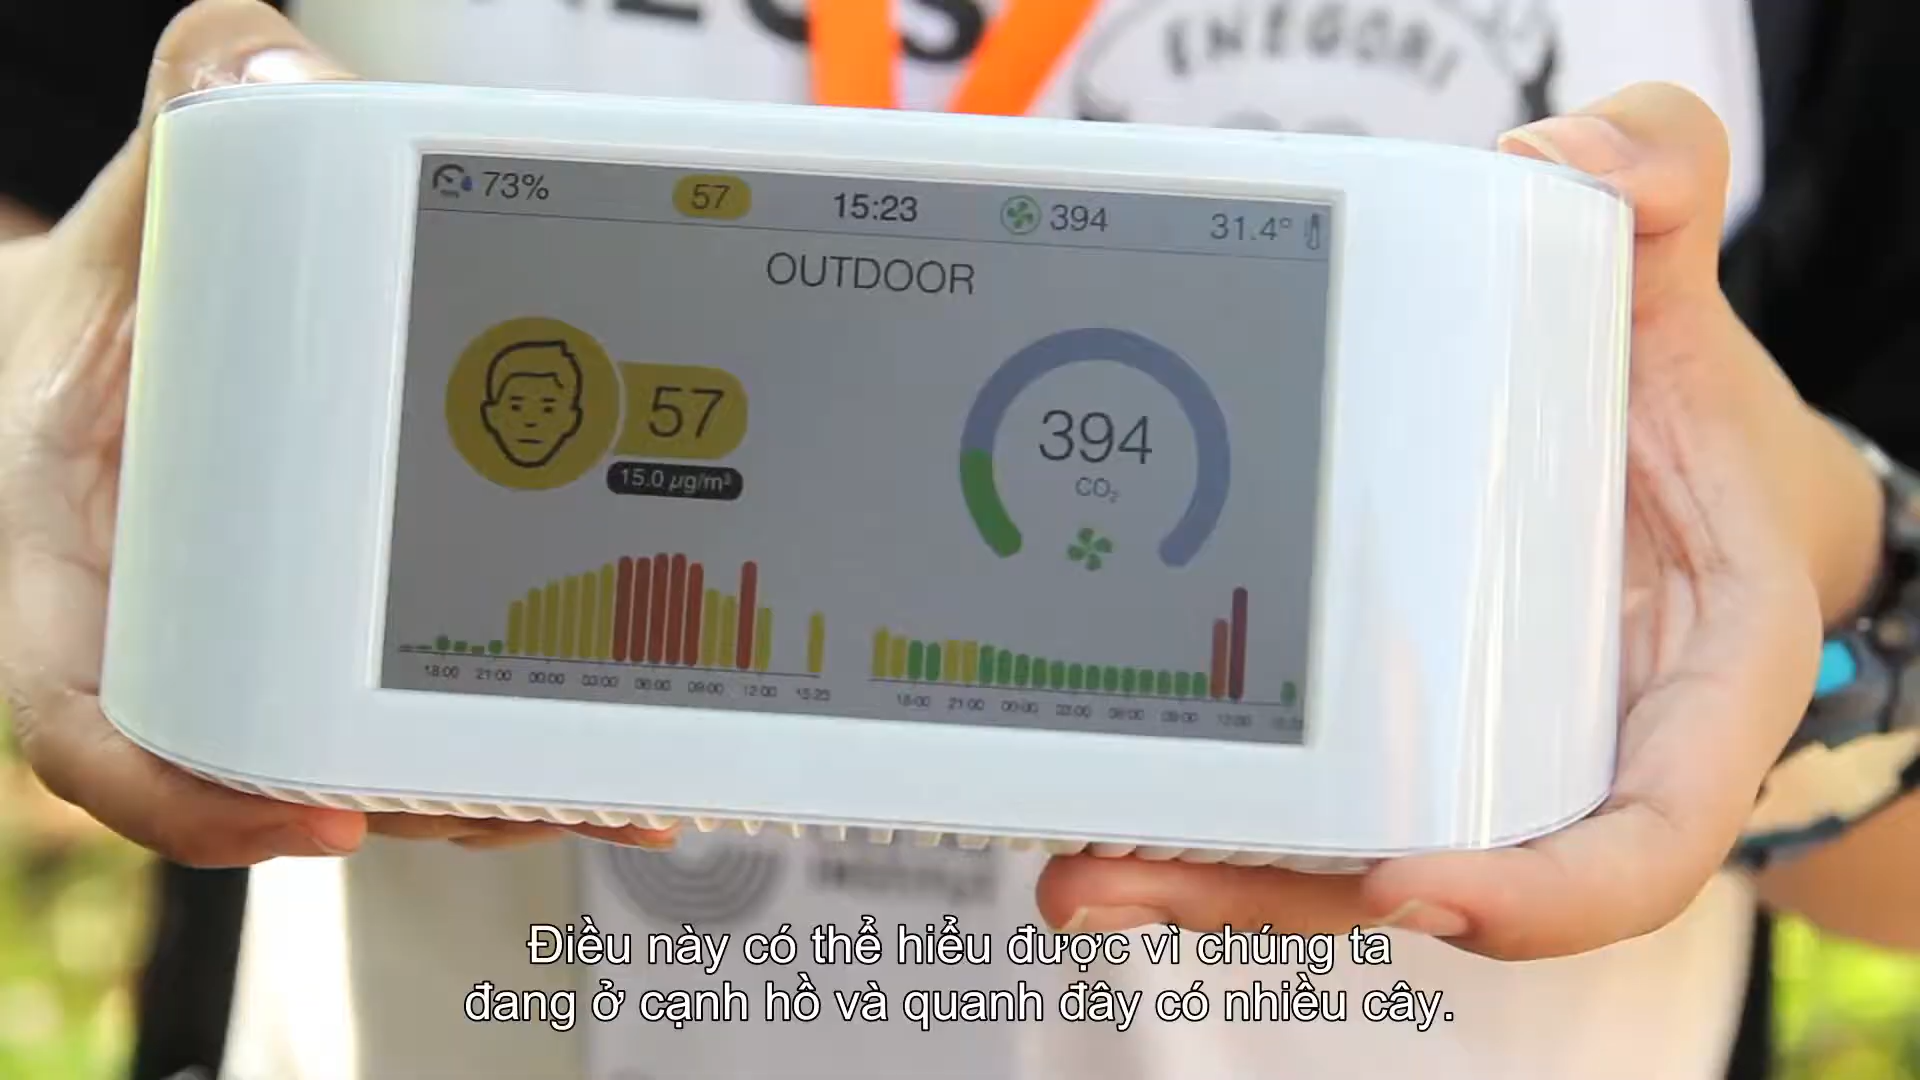 ENEGORI
73%
57
15:23
394
31.4°
OUTDOOR
57
15.0 µg/m³
394
CO₂
18:00 21:00 00:00 03:00 06:00 09:00 12:00 15:23
18:00 21:00 00:00 03:00 06:00 09:00 12:00
Điều này có thể hiểu được vì chúng ta
đang ở cạnh hồ và quanh đây có nhiều cây.